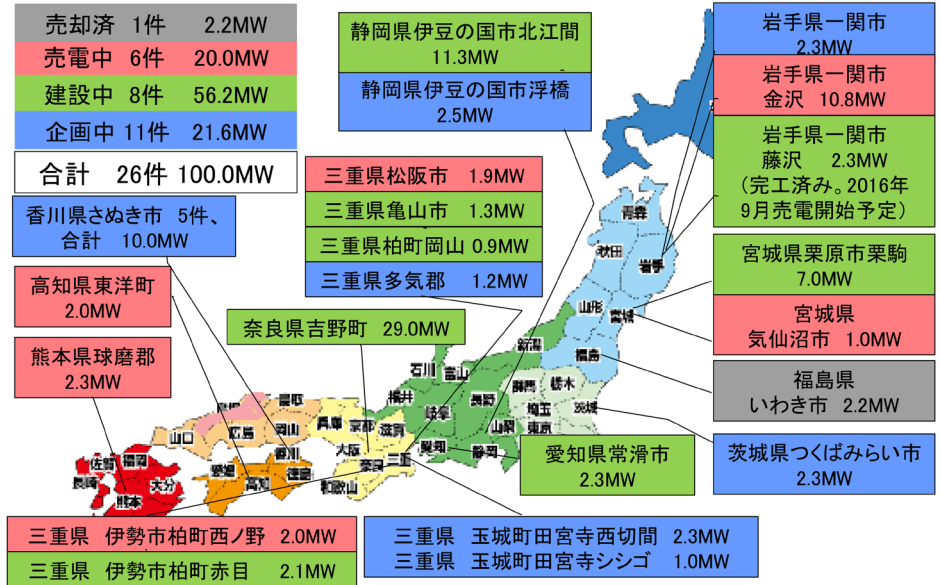 売却済 1件 2.2MW
売電中 6件 20.0MW
建設中 8件 56.2MW
企画中 11件 21.6MW
合計 26件 100.0MW
静岡県伊豆の国市北江間
11.3MW
静岡県伊豆の国市浮橋
2.5MW
岩手県一関市
2.3MW
岩手県一関市
金沢 10.8MW
岩手県一関市
藤沢 2.3MW
(完工済み。2016年
9月売電開始予定)
三重県松阪市 1.9MW
三重県亀山市 1.3MW
三重県柏町岡山 0.9MW
三重県多気郡 1.2MW
香川県さぬき市 5件、
合計 10.0MW
高知県東洋町
2.0MW
熊本県球磨郡
2.3MW
奈良県吉野町 29.0MW
宮城県栗原市栗駒
7.0MW
宮城県
気仙沼市 1.0MW
福島県
いわき市 2.2MW
茨城県つくばみらい市
2.3MW
愛知県常滑市
2.3MW
青森
秋田
岩手
山形
宮城
福島
新潟
石川
富山
福井
岐阜
長野
群馬
栃木
埼玉
茨城
東京
山梨
愛知
静岡
鳥取
兵庫
京都
滋賀
大阪
奈良
三重
和歌山
山口
広島
岡山
香川
愛媛
高知
徳島
佐賀
福岡
長崎
大分
熊本
三重県 伊勢市柏町西ノ野 2.0MW
三重県 伊勢市柏町赤目 2.1MW
三重県 玉城町田宮寺西切間 2.3MW
三重県 玉城町田宮寺シシゴ 1.0MW